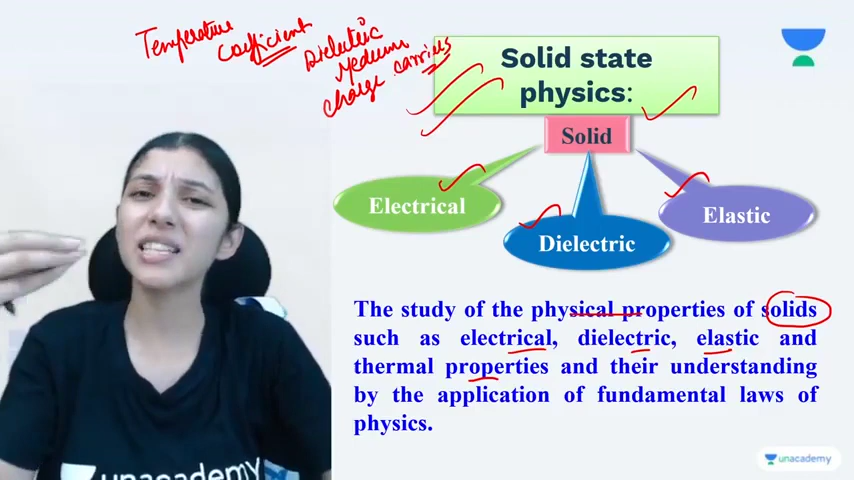 Temperature
coefficient
Dielectric
Medium
charge carriers
Solid state
physics:
Solid
Electrical
Dielectric
Elastic
The study of the physical properties of solids
such as electrical, dielectric, elastic and
thermal properties and their understanding
by the application of fundamental laws of
physics.
unacademy
unacademy